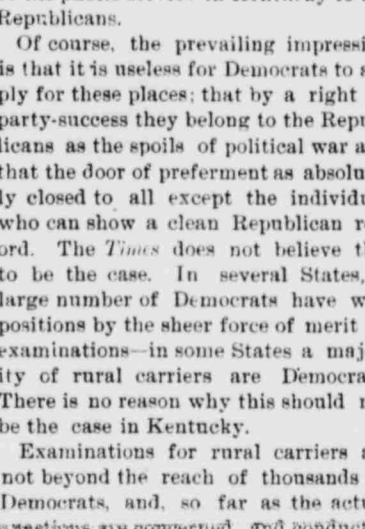 Republicans.
Of course, the prevailing impressi
is that it is useless for Democrats to a
ply for these places; that by a right
party-success they belong to the Repu
licans as the spoils of political war a
that the door of preferment as absolu
ly closed to all except the individu
who can show a clean Republican r
ord. The Times does not believe th
to be the case. In several States,
large number of Democrats have w
positions by the sheer force of merit
examinations—in some States a maj
ity of rural carriers are Democra
There is no reason why this should n
be the case in Kentucky.
Examinations for rural carriers a
not beyond the reach of thousands
Democrats, and, so far as the actu